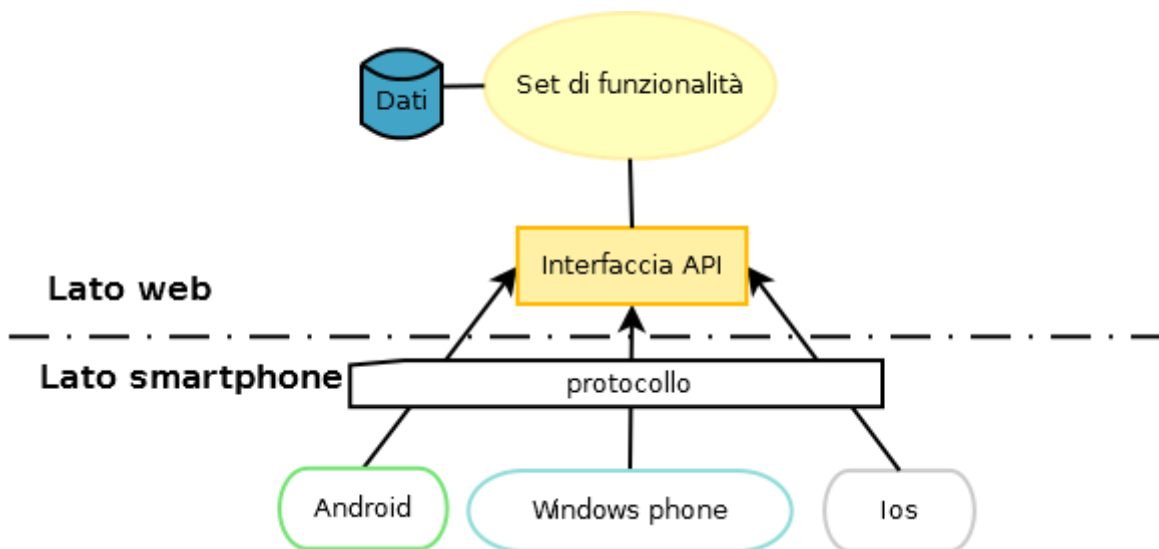 Set di funzionalità
Dati
Interfaccia API
Lato web
Lato smartphone
protocollo
Android
Windows phone
Ios